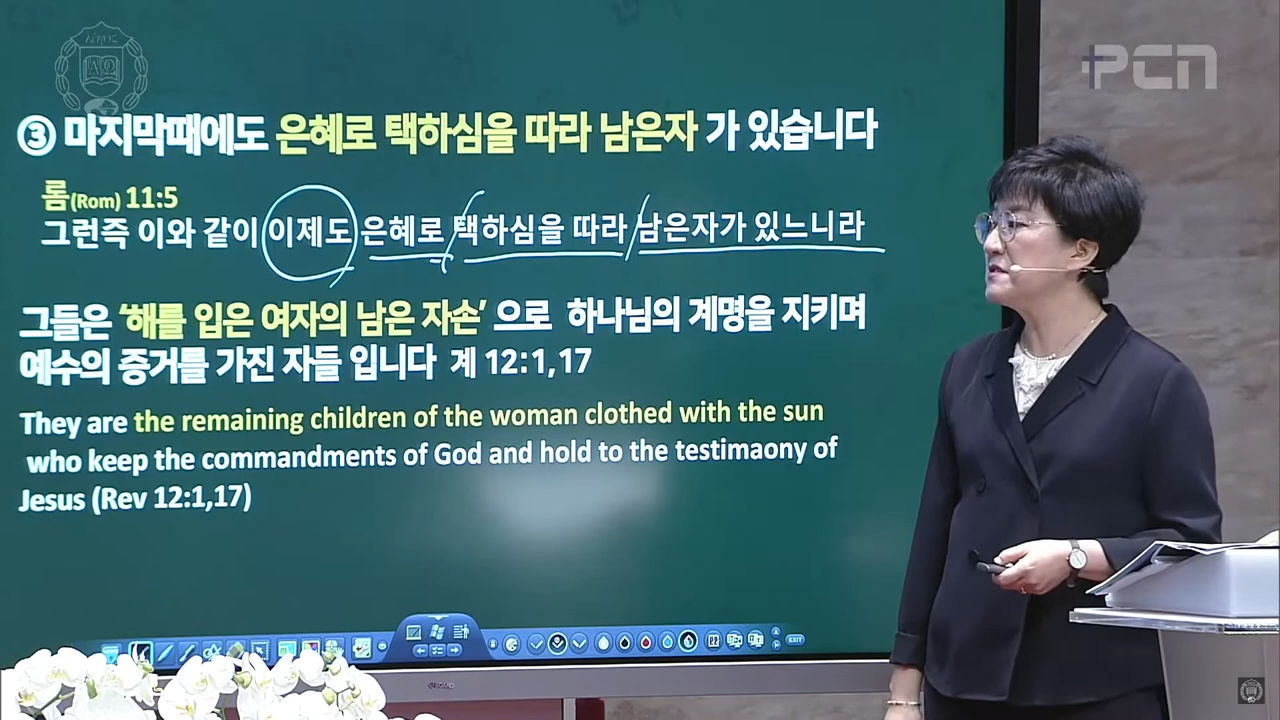 PCN
③ 마지막때에도 은혜로 택하심을 따라 남은자 가 있습니다
롬(Rom) 11:5
그런즉 이와 같이 이제도 은혜로 택하심을 따라 남은자가 있느니라
그들은 ‘해를 입은 여자의 남은 자손’ 으로 하나님의 계명을 지키며
예수의 증거를 가진 자들 입니다 계 12:1,17
They are the remaining children of the woman clothed with the sun
who keep the commandments of God and hold to the testimaony of
Jesus (Rev 12:1,17)
EXIT